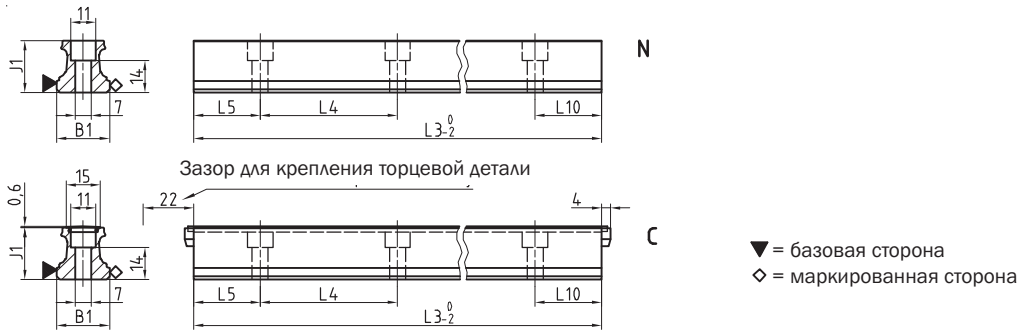 11
N
J1
14
7
B1
L5
L4
L10
L3-2 0
Зазор для крепления торцевой детали
15
22
4
0,6
11
C
J1
14
7
B1
L5
L4
L10
L3-2 0
▼ = базовая сторона
◇ = маркированная сторона